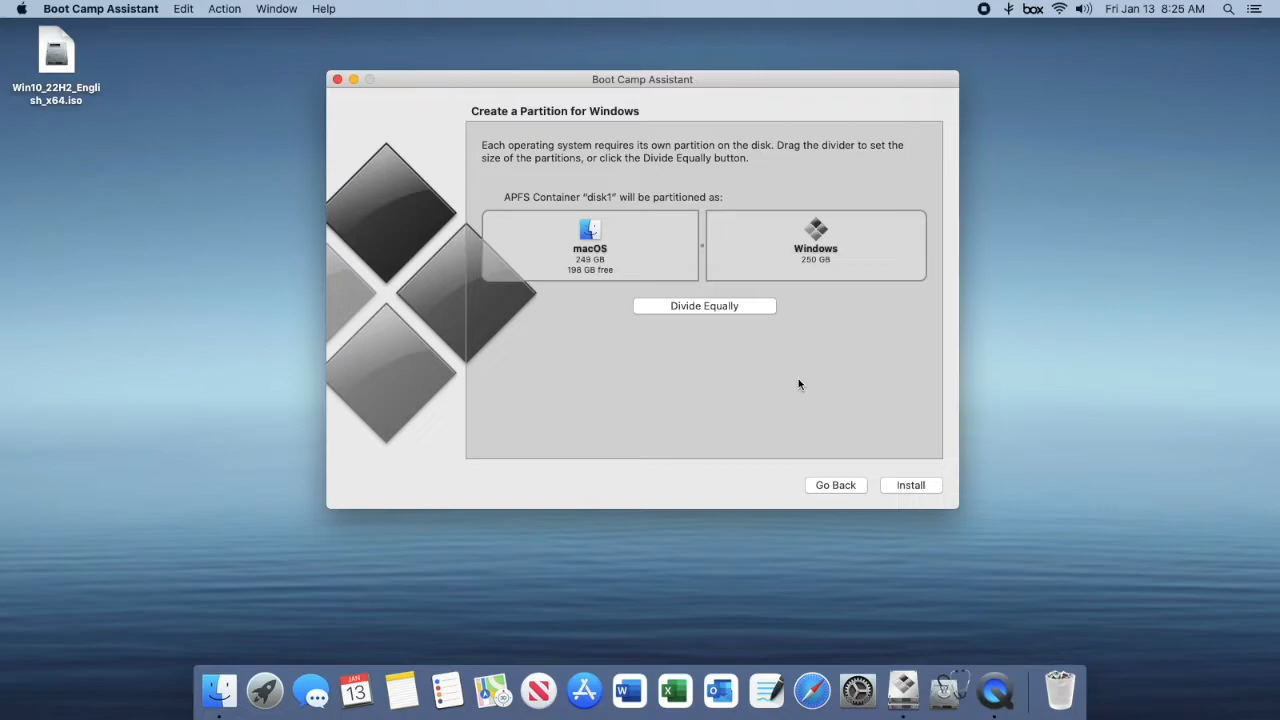 Boot Camp Assistant Edit Action Window Help box Fri Jan 13 8:25 AM
Win10_22H2_Engli
sh_x64.iso
Boot Camp Assistant
Create a Partition for Windows
Each operating system requires its own partition on the disk. Drag the divider to set the
size of the partitions, or click the Divide Equally button.
APFS Container “disk1” will be partitioned as:
macOS
249 GB
198 GB free
Windows
250 GB
Divide Equally
Go Back
Install
JAN
13